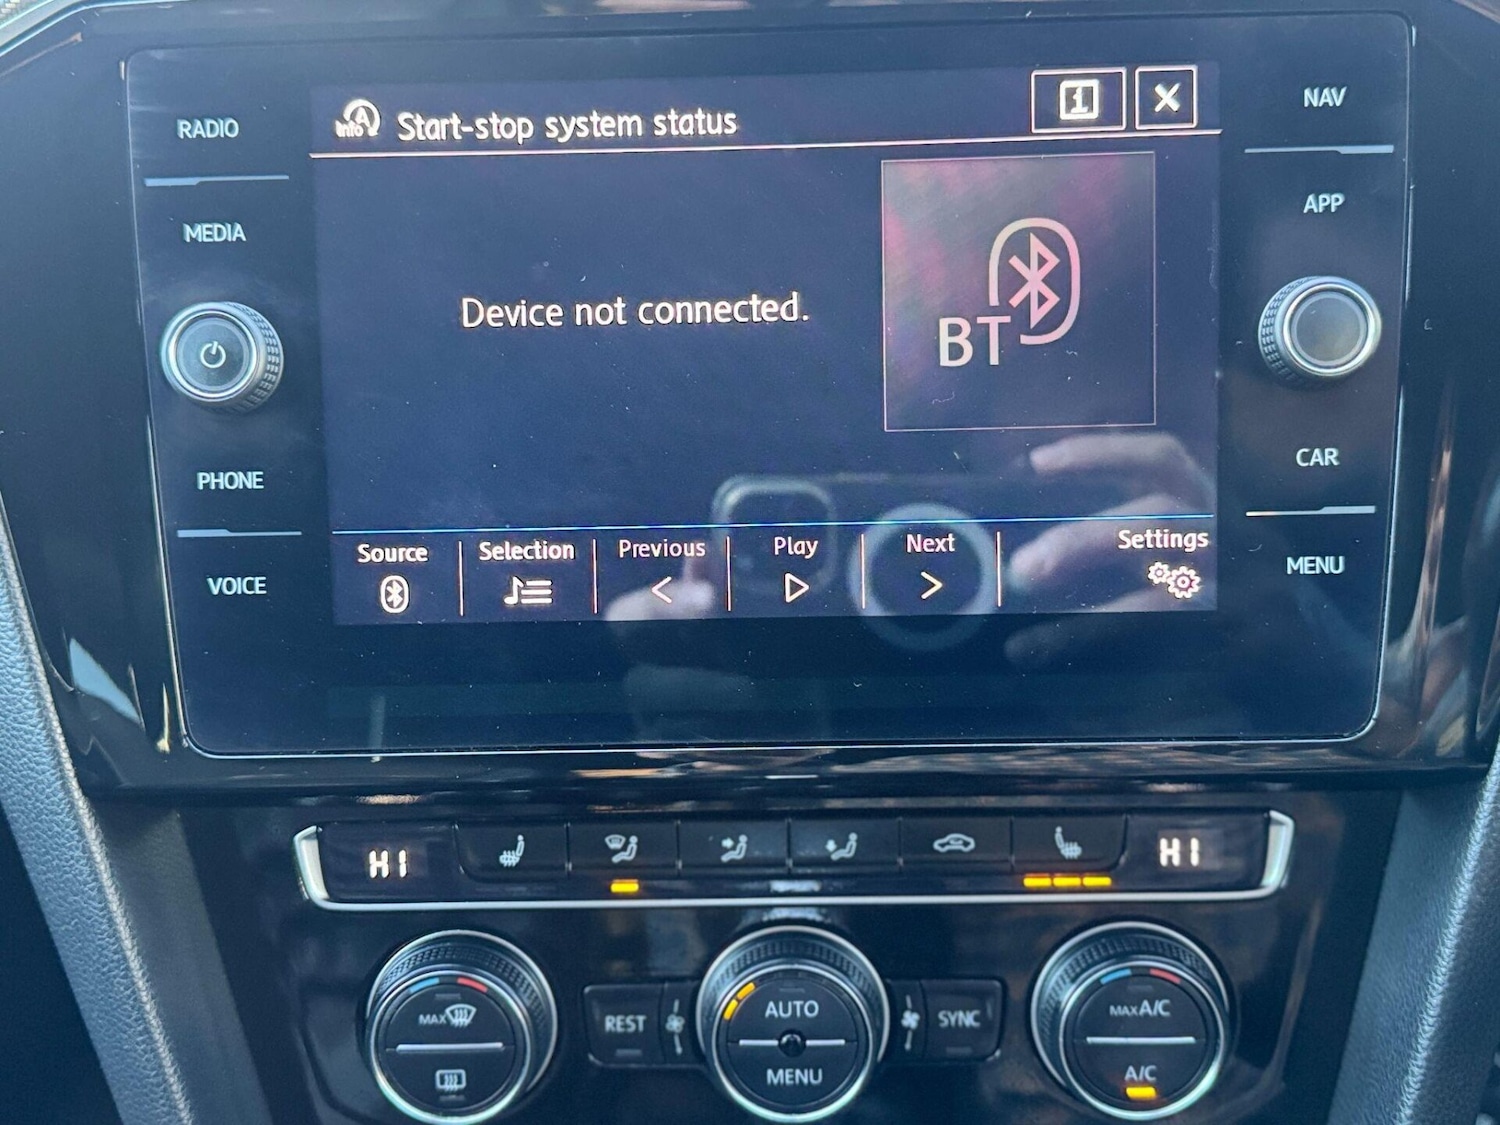 RADIO
MEDIA
PHONE
VOICE
A
Info
Start-stop system status
i
X
Device not connected.
BT
Source
Selection
Previous
Play
Next
Settings
NAV
APP
CAR
MENU
HI
HI
MAX
REST
AUTO
MENU
SYNC
MAX A/C
A/C